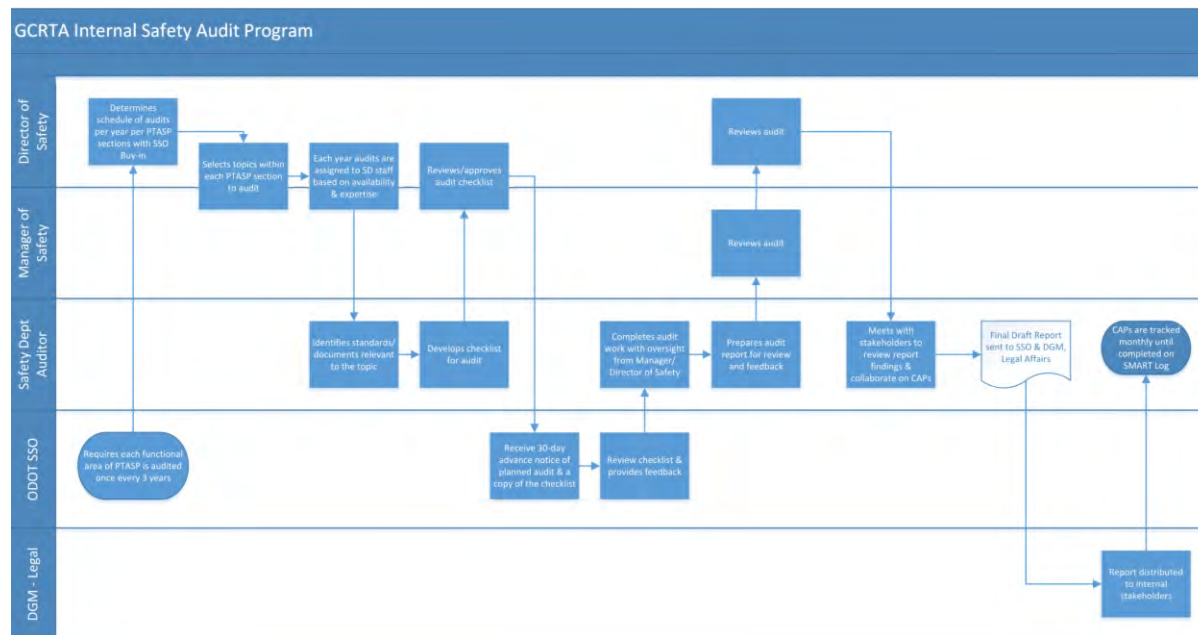 GCRTA Internal Safety Audit Program
Director of
Safety
Determines
schedule of audits
per year per PTASP
sections with SSO
Buy-in
Selects topics within
each PTASP section
to audit
Each year audits are
assigned to SD staff
based on availability
& expertise
Reviews/approves
audit checklist
Reviews audit
Manager of
Safety
Reviews audit
Safety Dept
Auditor
Identifies standards/
documents relevant
to the topic
Develops checklist
for audit
Completes audit
work with oversight
from Manager/
Director of Safety
Prepares audit
report for review
and feedback
Meets with
stakeholders to
review report
findings &
collaborate on CAPs
Final Draft Report
sent to SSO & DGM,
Legal Affairs
CAPs are tracked
monthly until
completed on
SMART Log
ODOT SSO
Requires each functional
area of PTASP is audited
once every 3 years
Receive 30-day
advance notice of
planned audit & a
copy of the checklist
Review checklist &
provides feedback
DGM - Legal
Report distributed
to internal
stakeholders